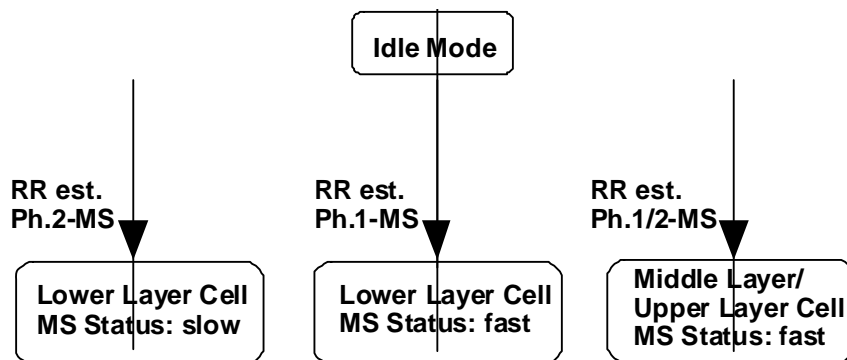 Idle Mode
RR est.
Ph.2-MS
RR est.
Ph.1-MS
RR est.
Ph.1/2-MS
Lower Layer Cell
MS Status: slow
Lower Layer Cell
MS Status: fast
Middle Layer/
Upper Layer Cell
MS Status: fast